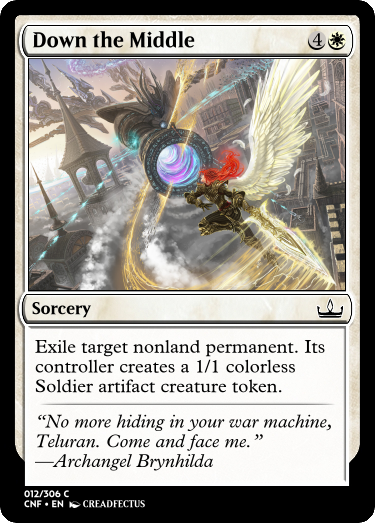 Down the Middle 4
Sorcery
Exile target nonland permanent. Its
controller creates a 1/1 colorless
Soldier artifact creature token.
“No more hiding in your war machine,
Teluran. Come and face me.”
—Archangel Brynhilda
012/306 C
CNF • EN CREADFECTUS